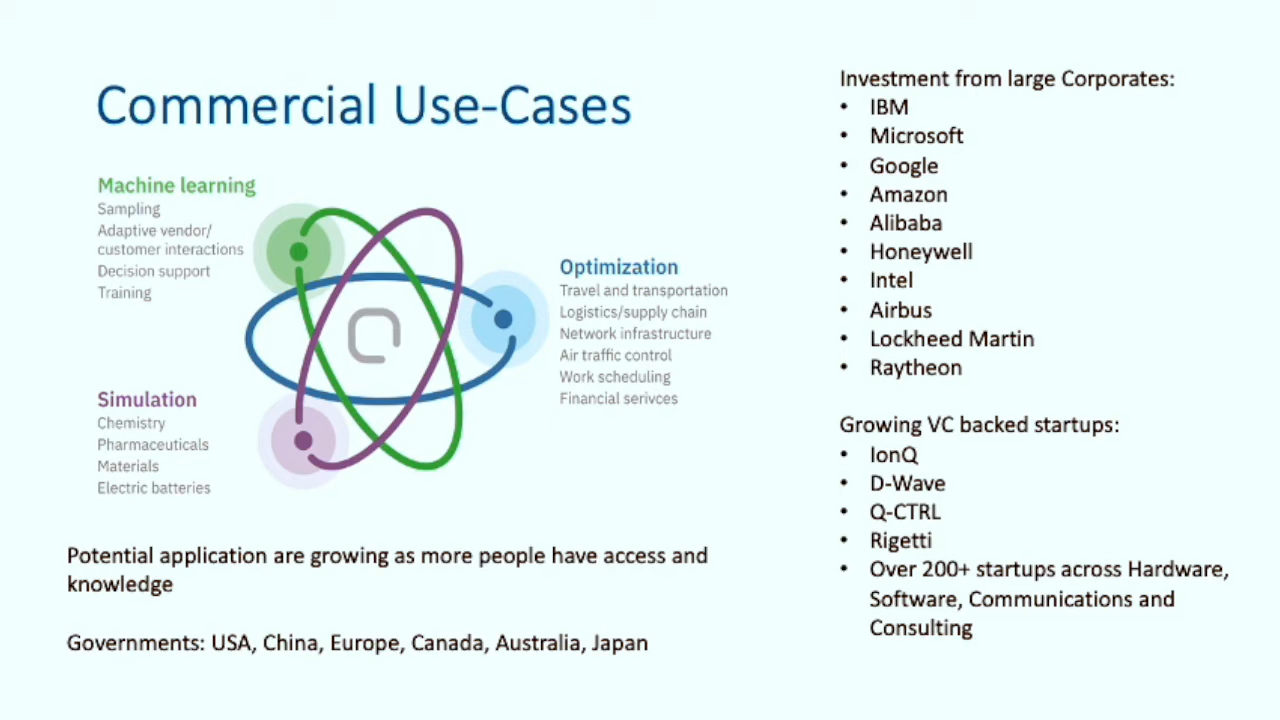 Commercial Use-Cases
Machine learning
Sampling
Adaptive vendor/
customer interactions
Decision support
Training
Optimization
Travel and transportation
Logistics/supply chain
Network infrastructure
Air traffic control
Work scheduling
Financial serivces
Simulation
Chemistry
Pharmaceuticals
Materials
Electric batteries
Potential application are growing as more people have access and
knowledge
Governments: USA, China, Europe, Canada, Australia, Japan
Investment from large Corporates:
• IBM
• Microsoft
• Google
• Amazon
• Alibaba
• Honeywell
• Intel
• Airbus
• Lockheed Martin
• Raytheon
Growing VC backed startups:
• IonQ
• D-Wave
• Q-CTRL
• Rigetti
• Over 200+ startups across Hardware,
Software, Communications and
Consulting